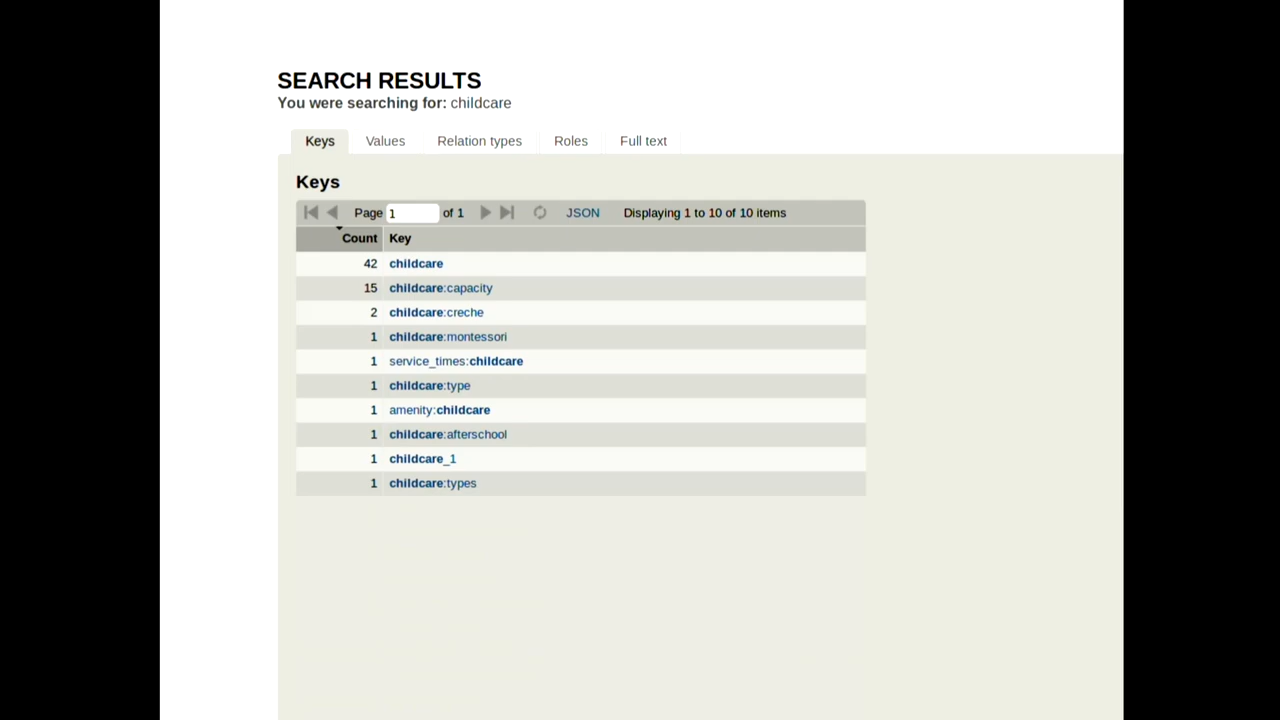 SEARCH RESULTS
You were searching for: childcare
Keys Values Relation types Roles Full text
Keys
Page 1 of 1 JSON Displaying 1 to 10 of 10 items
Count Key
42 childcare
15 childcare:capacity
2 childcare:creche
1 childcare:montessori
1 service_times:childcare
1 childcare:type
1 amenity:childcare
1 childcare:afterschool
1 childcare_1
1 childcare:types